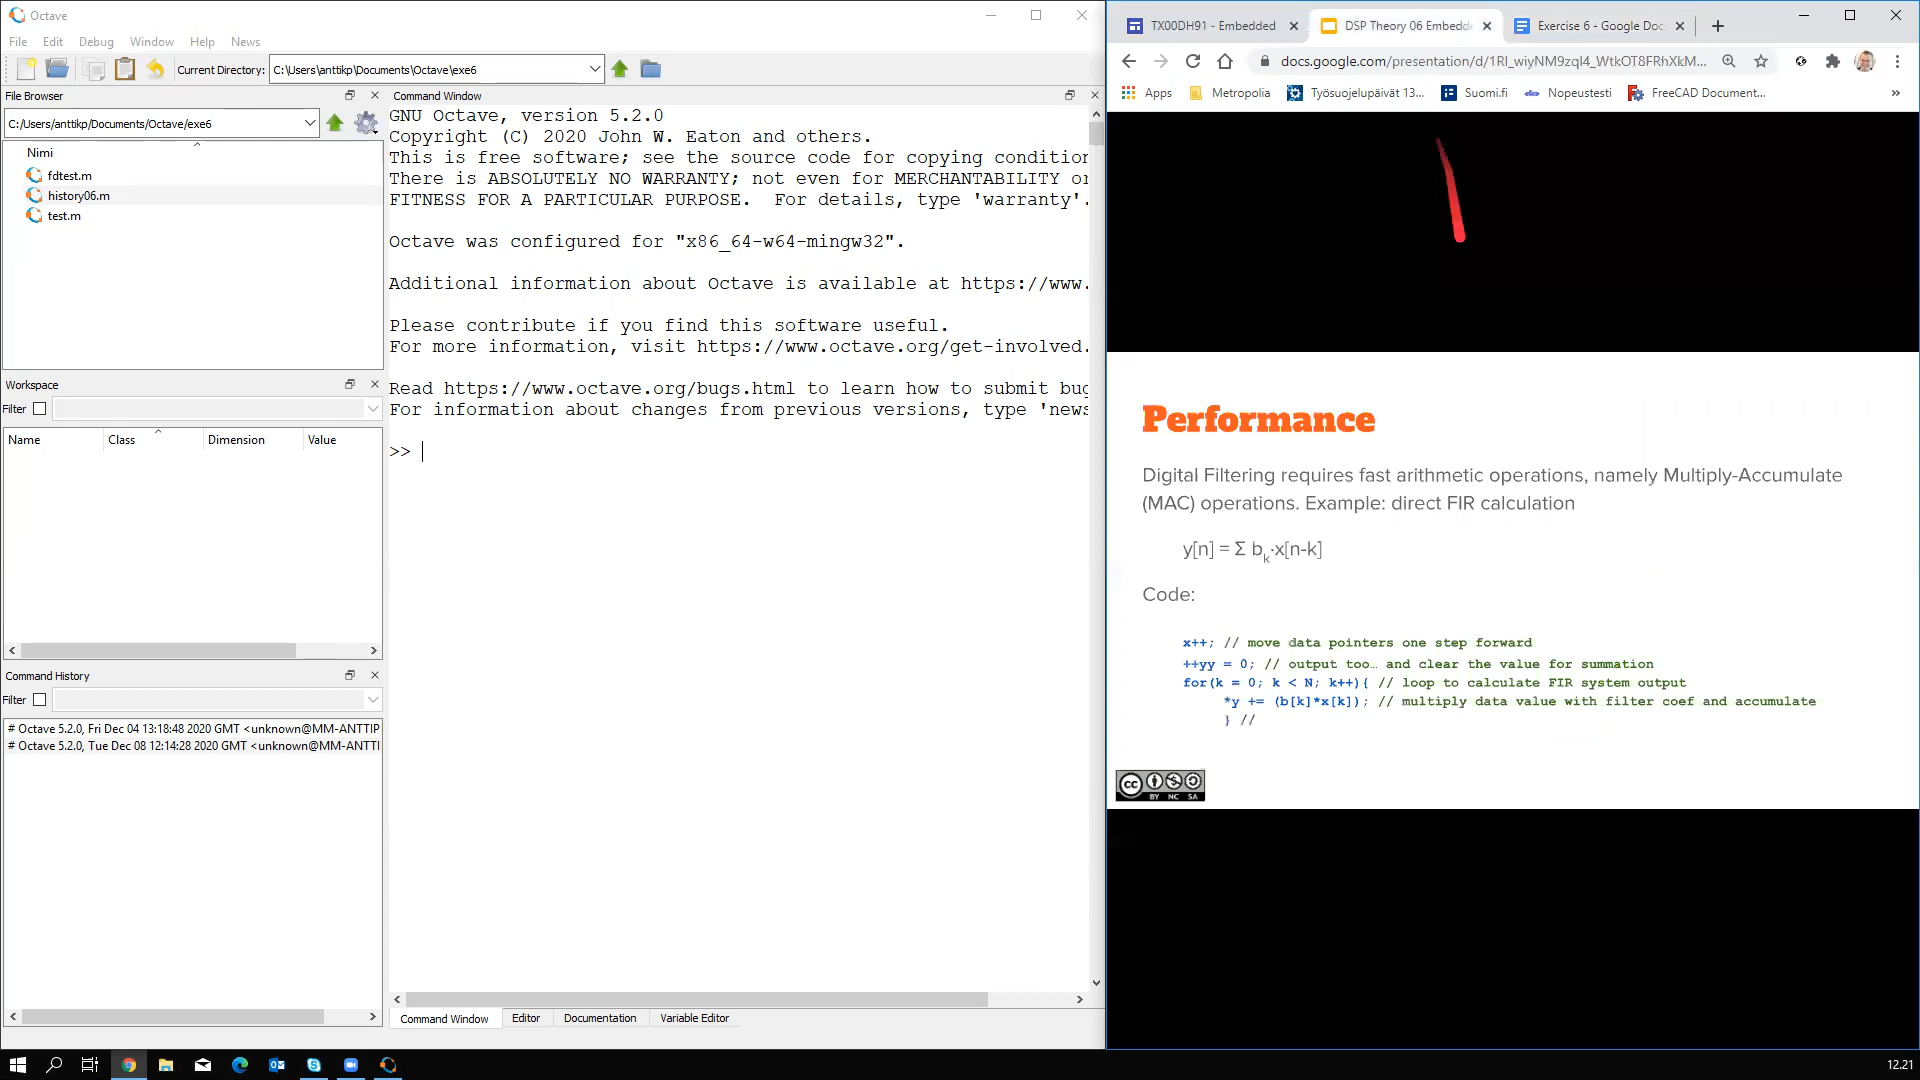 Octave
File Edit Debug Window Help News
Current Directory: C:\Users\anttikp\Documents\Octave\exe6
File Browser
C:/Users/anttikp/Documents/Octave/exe6
Nimi
fdtest.m
history06.m
test.m
Workspace
Filter
Name Class Dimension Value
Command History
Filter
# Octave 5.2.0, Fri Dec 04 13:18:48 2020 GMT <unknown@MM-ANTTIP
# Octave 5.2.0, Tue Dec 08 12:14:28 2020 GMT <unknown@MM-ANTTI
Command Window
GNU Octave, version 5.2.0
Copyright (C) 2020 John W. Eaton and others.
This is free software; see the source code for copying condition
There is ABSOLUTELY NO WARRANTY; not even for MERCHANTABILITY or
FITNESS FOR A PARTICULAR PURPOSE.  For details, type 'warranty'.
Octave was configured for "x86_64-w64-mingw32".
Additional information about Octave is available at https://www.
Please contribute if you find this software useful.
For more information, visit https://www.octave.org/get-involved.
Read https://www.octave.org/bugs.html to learn how to submit bug
For information about changes from previous versions, type 'news
>>
Command Window Editor Documentation Variable Editor
TX00DH91 - Embedded DSP Theory 06 Embedde Exercise 6 - Google Doc
docs.google.com/presentation/d/1RI_wiyNM9zqI4_WtkOT8FRhXkM...
Apps Metropolia Työsuojelupäivät 13... Suomi.fi Nopeustesti FreeCAD Document... »
Performance
Digital Filtering requires fast arithmetic operations, namely Multiply-Accumulate
(MAC) operations. Example: direct FIR calculation
y[n] = Σ bk·x[n-k]
Code:
x++; // move data pointers one step forward
++yy = 0; // output too… and clear the value for summation
for(k = 0; k < N; k++){ // loop to calculate FIR system output
*y += (b[k]*x[k]); // multiply data value with filter coef and accumulate
} //
cc BY NC SA
12.21